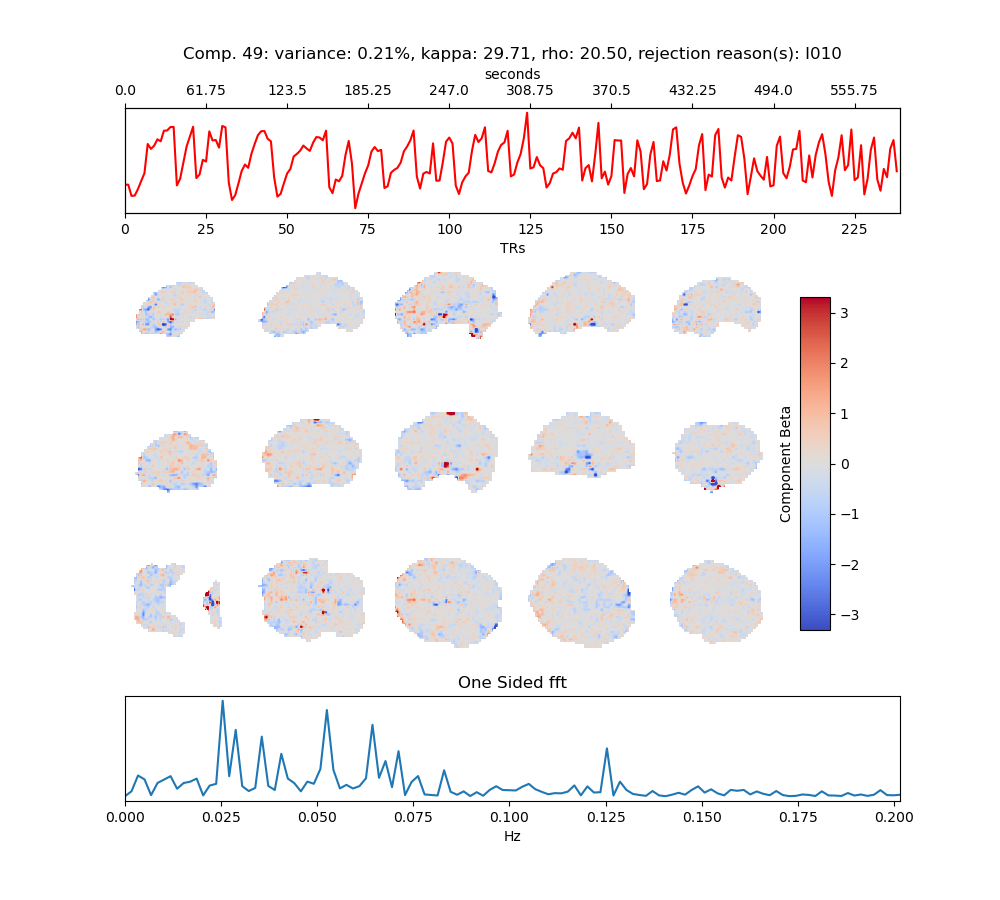 Comp. 49: variance: 0.21%, kappa: 29.71, rho: 20.50, rejection reason(s): I010
seconds
0.0 61.75 123.5 185.25 247.0 308.75 370.5 432.25 494.0 555.75
0 25 50 75 100 125 150 175 200 225
TRs
3
2
1
0
−1
−2
−3
Component Beta
One Sided fft
0.000 0.025 0.050 0.075 0.100 0.125 0.150 0.175 0.200
Hz